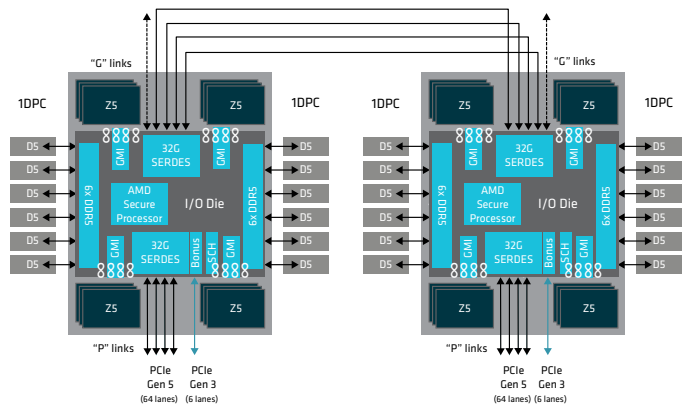 "G" links
"G" links
1DPC
Z5
Z5
1DPC
1DPC
Z5
Z5
1DPC
D5
D5
D5
D5
D5
D5
6x DDR5
GMI
32G
SERDES
GMI
AMD
Secure
Processor
I/O Die
6x DDR5
GMI
32G
SERDES
Bonus
SCH
GMI
D5
D5
D5
D5
D5
D5
Z5
Z5
D5
D5
D5
D5
D5
D5
6x DDR5
GMI
32G
SERDES
GMI
AMD
Secure
Processor
I/O Die
6x DDR5
GMI
32G
SERDES
Bonus
SCH
GMI
D5
D5
D5
D5
D5
D5
Z5
Z5
"P" links
"P" links
PCIe
Gen 5
(64 lanes)
PCIe
Gen 3
(6 lanes)
PCIe
Gen 5
(64 lanes)
PCIe
Gen 3
(6 lanes)